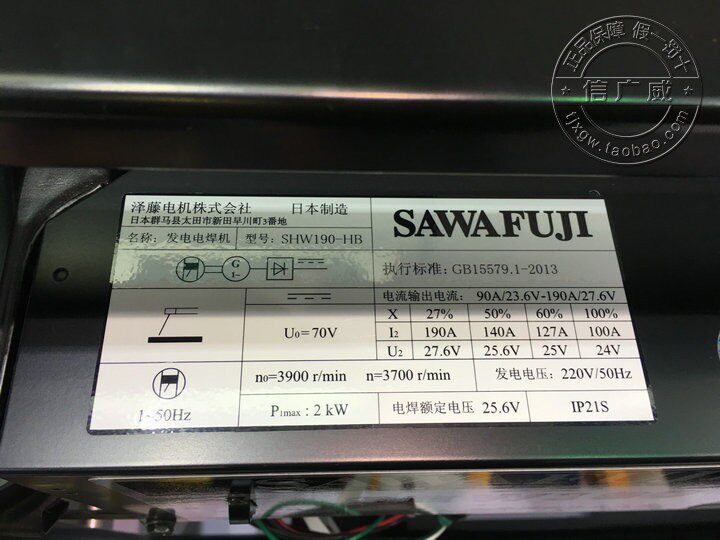 正品保障 假一罚十
★ 信广威 ★
tjxgw.taobao.com
泽藤电机株式会社 日本制造
日本群马县太田市新田早川町3番地
SAWAFUJI
名称：发电电焊机 型号：SHW190-HB
G
1~
执行标准：GB15579.1-2013
电流输出电流：90A/23.6V-190A/27.6V
X 27% 50% 60% 100%
U0=70V
I2 190A 140A 127A 100A
U2 27.6V 25.6V 25V 24V
n0=3900 r/min n=3700 r/min 发电电压：220V/50Hz
1~50Hz
P1max : 2 kW 电焊额定电压 25.6V IP21S